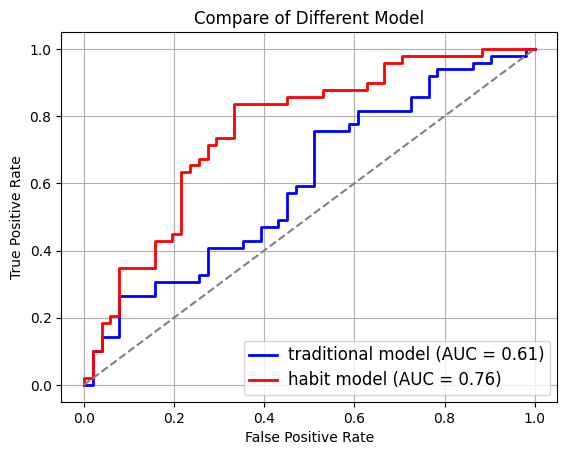 Compare of Different Model
True Positive Rate
1.0
0.8
0.6
0.4
0.2
0.0
traditional model (AUC = 0.61)
habit model (AUC = 0.76)
0.0 0.2 0.4 0.6 0.8 1.0
False Positive Rate